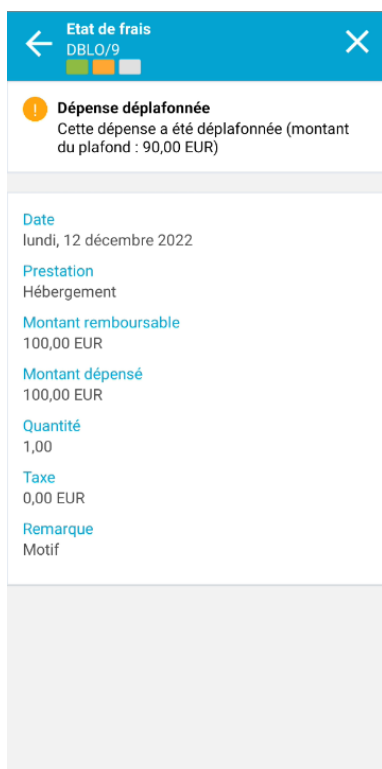 Etat de frais
DBLO/9
Dépense déplafonnée
Cette dépense a été déplafonnée (montant
du plafond : 90,00 EUR)
Date
lundi, 12 décembre 2022
Prestation
Hébergement
Montant remboursable
100,00 EUR
Montant dépensé
100,00 EUR
Quantité
1,00
Taxe
0,00 EUR
Remarque
Motif